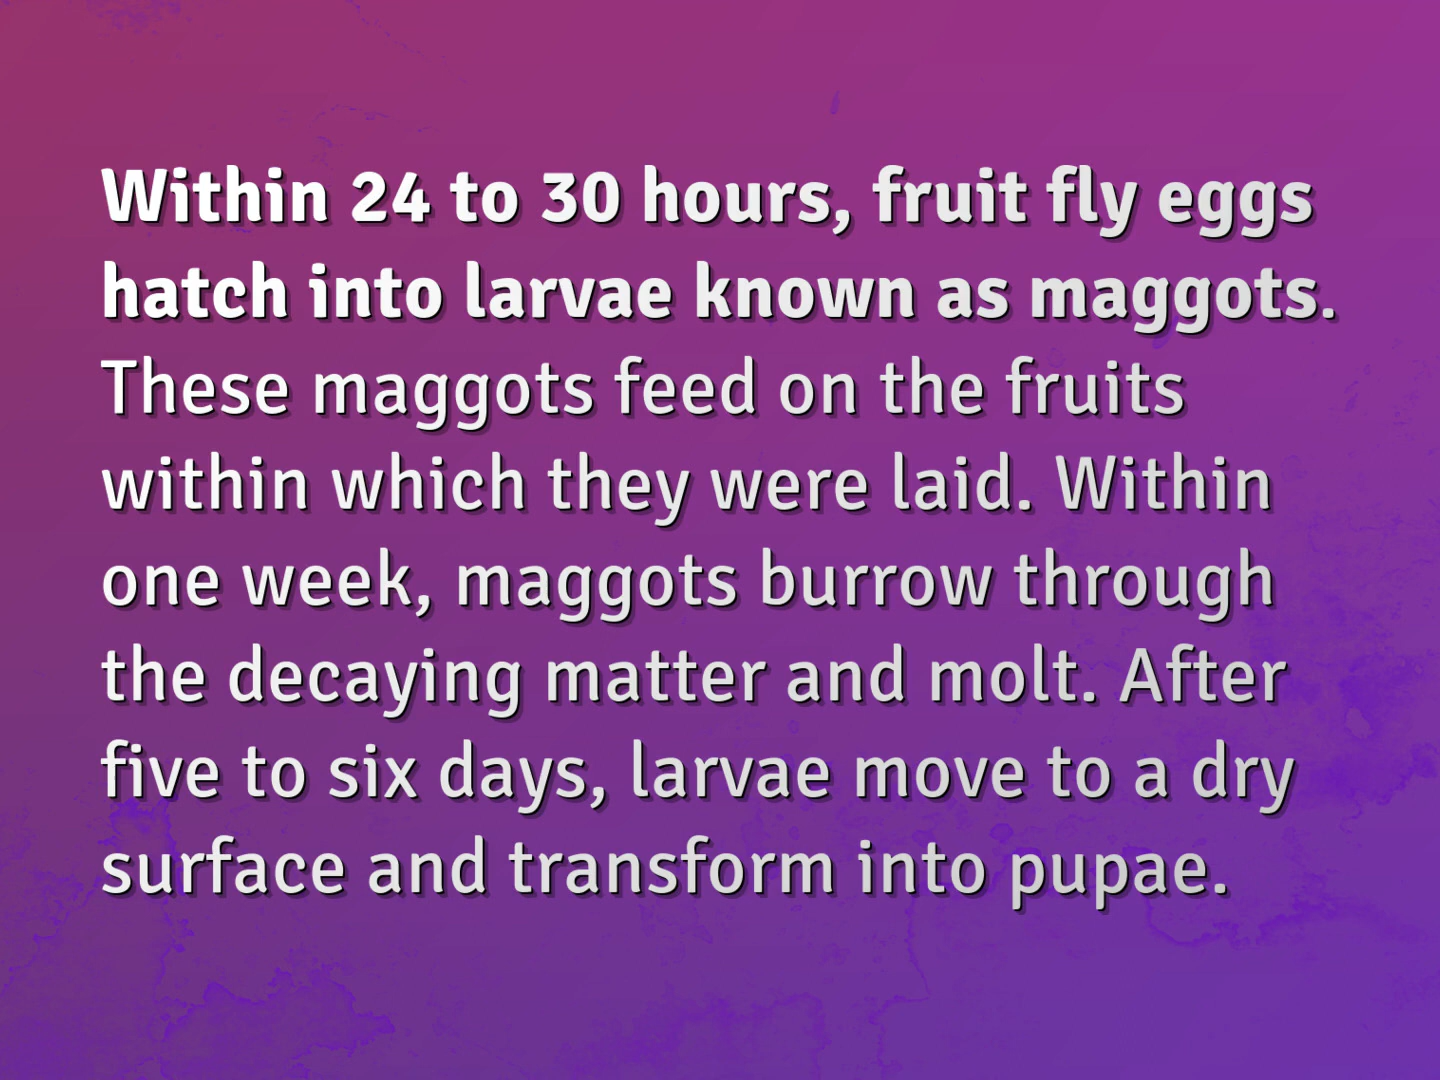 Within 24 to 30 hours, fruit fly eggs
hatch into larvae known as maggots.
These maggots feed on the fruits
within which they were laid. Within
one week, maggots burrow through
the decaying matter and molt. After
five to six days, larvae move to a dry
surface and transform into pupae.